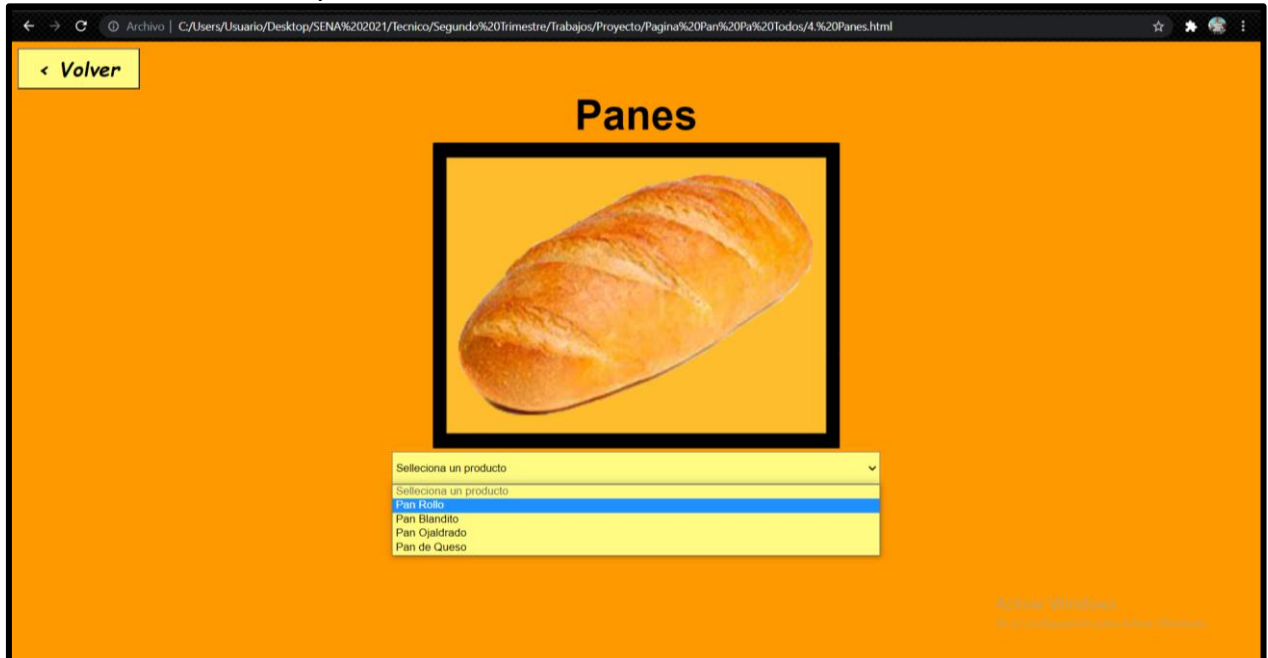 Archivo | C:/Users/Usuario/Desktop/SENA%202021/Tecnico/Segundo%20Trimestre/Trabajos/Proyecto/Pagina%20Pan%20Pa%20Todos/4.%20Panes.html
< Volver
Panes
Selleciona un producto
Selleciona un producto
Pan Rollo
Pan Blandito
Pan Ojaldrado
Pan de Queso
Activar Windows